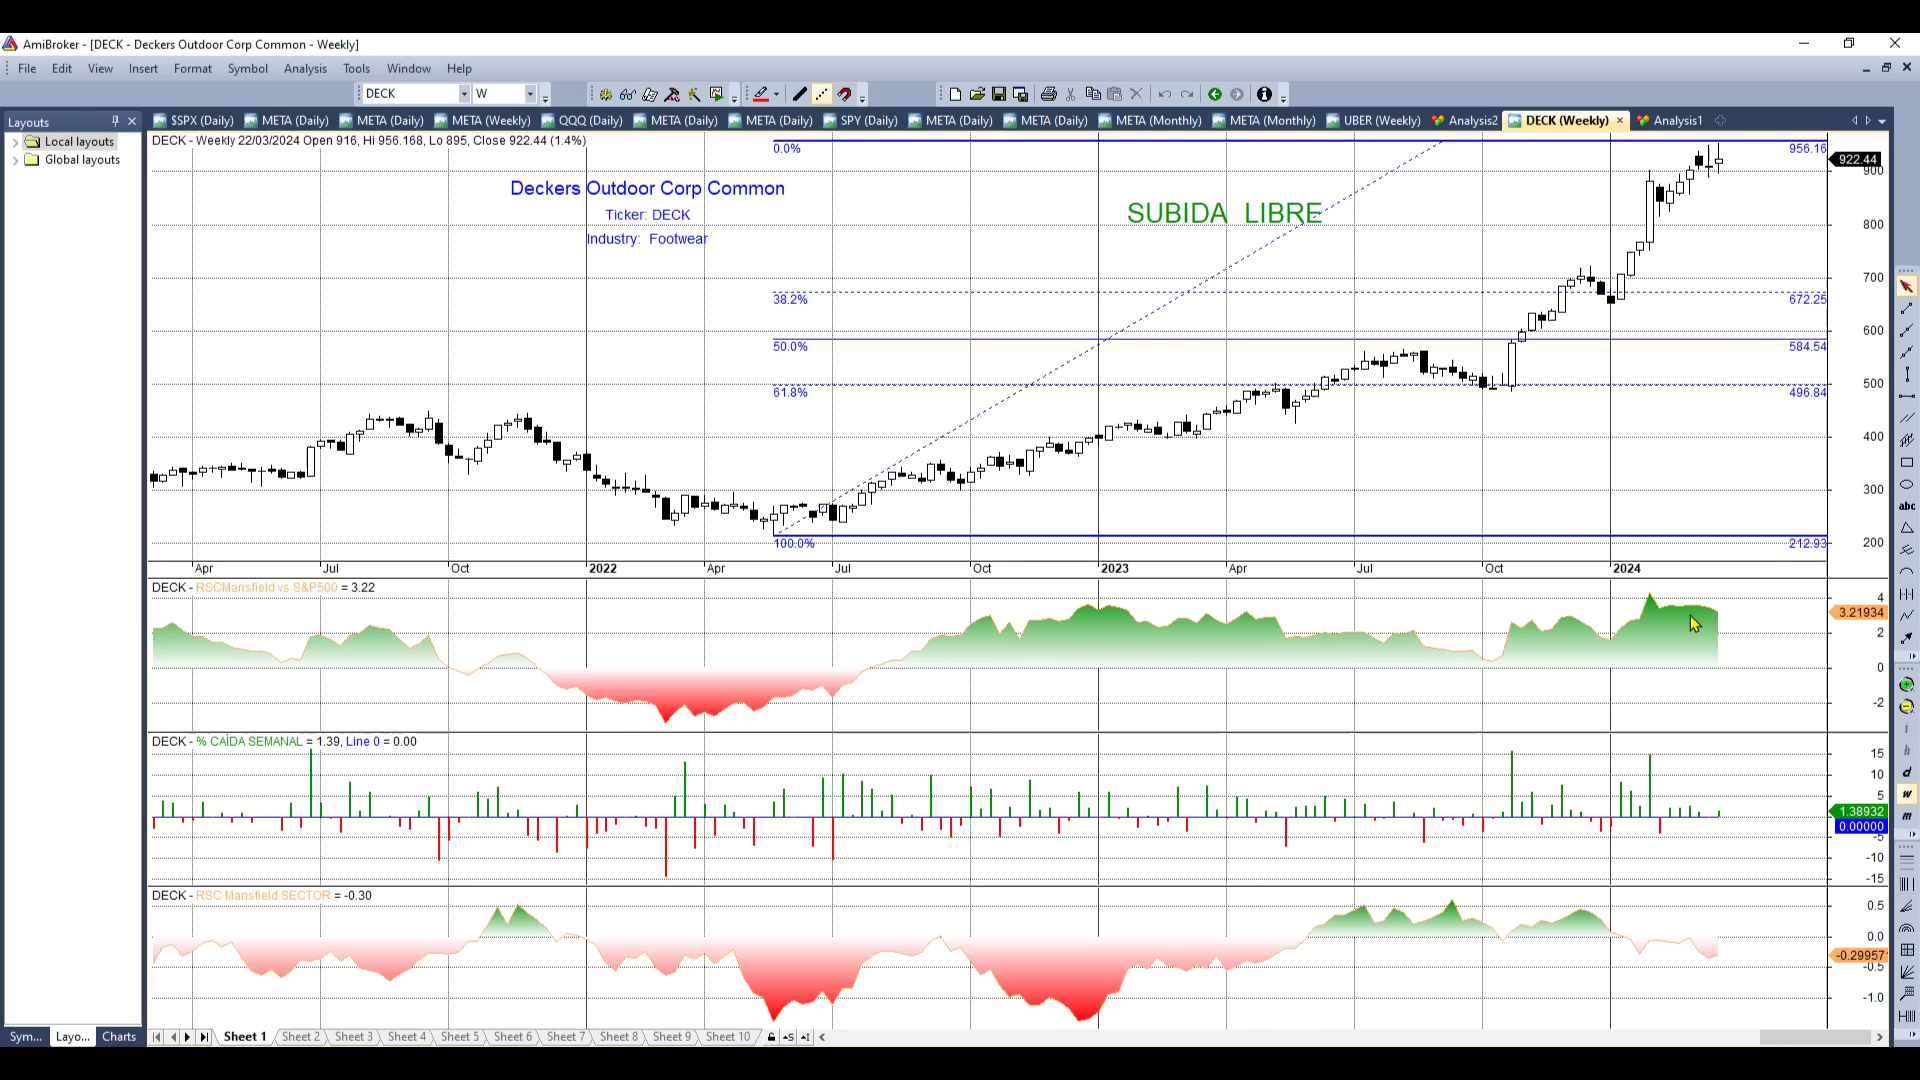 AmiBroker - [DECK - Deckers Outdoor Corp Common - Weekly]
File Edit View Insert Format Symbol Analysis Tools Window Help
DECK W
Layouts
$SPX (Daily) META (Daily) META (Daily) META (Weekly) QQQ (Daily) META (Daily) META (Daily) SPY (Daily) META (Daily) META (Daily) META (Monthly) META (Monthly) UBER (Weekly) Analysis2 DECK (Weekly) Analysis1
Local layouts
Global layouts
DECK - Weekly 22/03/2024 Open 916, Hi 956.168, Lo 895, Close 922.44 (1.4%)
0.0% 956.16
922.44
Deckers Outdoor Corp Common
Ticker: DECK
Industry: Footwear
SUBIDA LIBRE
900
800
700
38.2% 672.25
600
50.0% 584.54
500
61.8% 496.84
400
300
200
100.0% 212.93
Apr Jul Oct 2022 Apr Jul Oct 2023 Apr Jul Oct 2024
DECK - RSCMansfield vs S&P500 = 3.22
4
3.21934
2
0
-2
DECK - % CAÍDA SEMANAL = 1.39, Line 0 = 0.00
15
10
5
1.38932
0.00000
-5
-10
-15
DECK - RSC Mansfield SECTOR = -0.30
0.5
0.0
-0.29957
-0.5
-1.0
abc
i
h
d
w
m
Sym... Layo... Charts
Sheet 1 Sheet 2 Sheet 3 Sheet 4 Sheet 5 Sheet 6 Sheet 7 Sheet 8 Sheet 9 Sheet 10